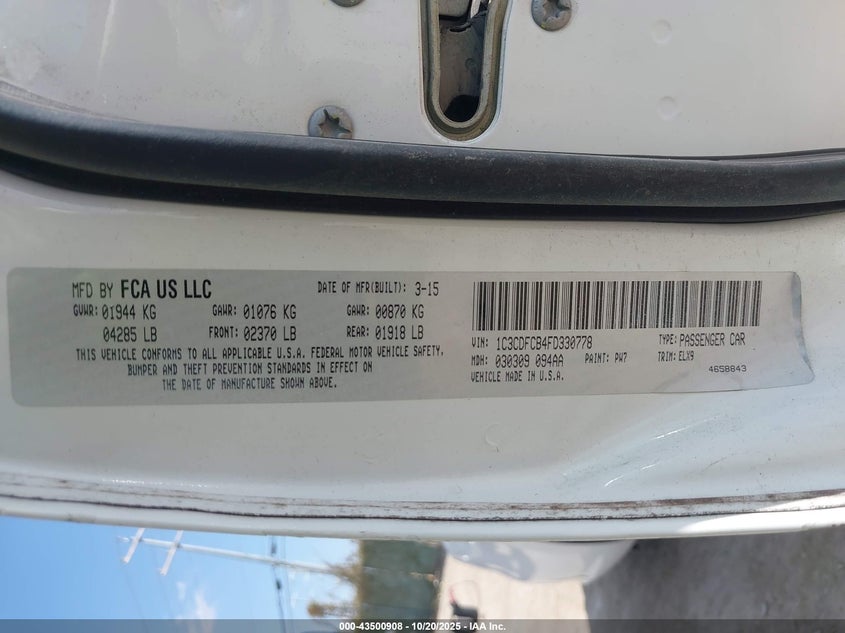 MFD BY FCA US LLC
DATE OF MFR(BUILT): 3-15
GVWR: 01944 KG GAWR: 01076 KG GAWR: 00870 KG
04285 LB FRONT: 02370 LB REAR: 01918 LB
THIS VEHICLE CONFORMS TO ALL APPLICABLE U.S.A. FEDERAL MOTOR VEHICLE SAFETY,
BUMPER AND THEFT PREVENTION STANDARDS IN EFFECT ON
THE DATE OF MANUFACTURE SHOWN ABOVE.
VIN: 1C3CDFCB4FD330778 TYPE: PASSENGER CAR
MDH: 030309 094AA PAINT: PW7 TRIM: ELX9
VEHICLE MADE IN U.S.A. 4658843
000-43500908 - 10/20/2025 - IAA Inc.